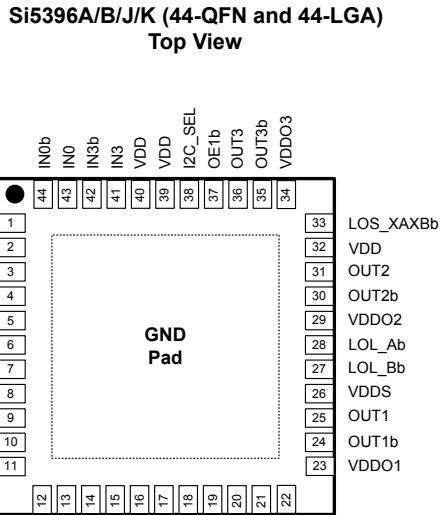 Si5396A/B/J/K (44-QFN and 44-LGA)
Top View
IN0b
IN0
IN3b
IN3
VDD
VDD
I2C_SEL
OE1b
OUT3
OUT3b
VDDO3
44 43 42 41 40 39 38 37 36 35 34
1
2
3
4
5
6
7
8
9
10
11
GND
Pad
33 LOS_XAXBb
32 VDD
31 OUT2
30 OUT2b
29 VDDO2
28 LOL_Ab
27 LOL_Bb
26 VDDS
25 OUT1
24 OUT1b
23 VDDO1
12 13 14 15 16 17 18 19 20 21 22